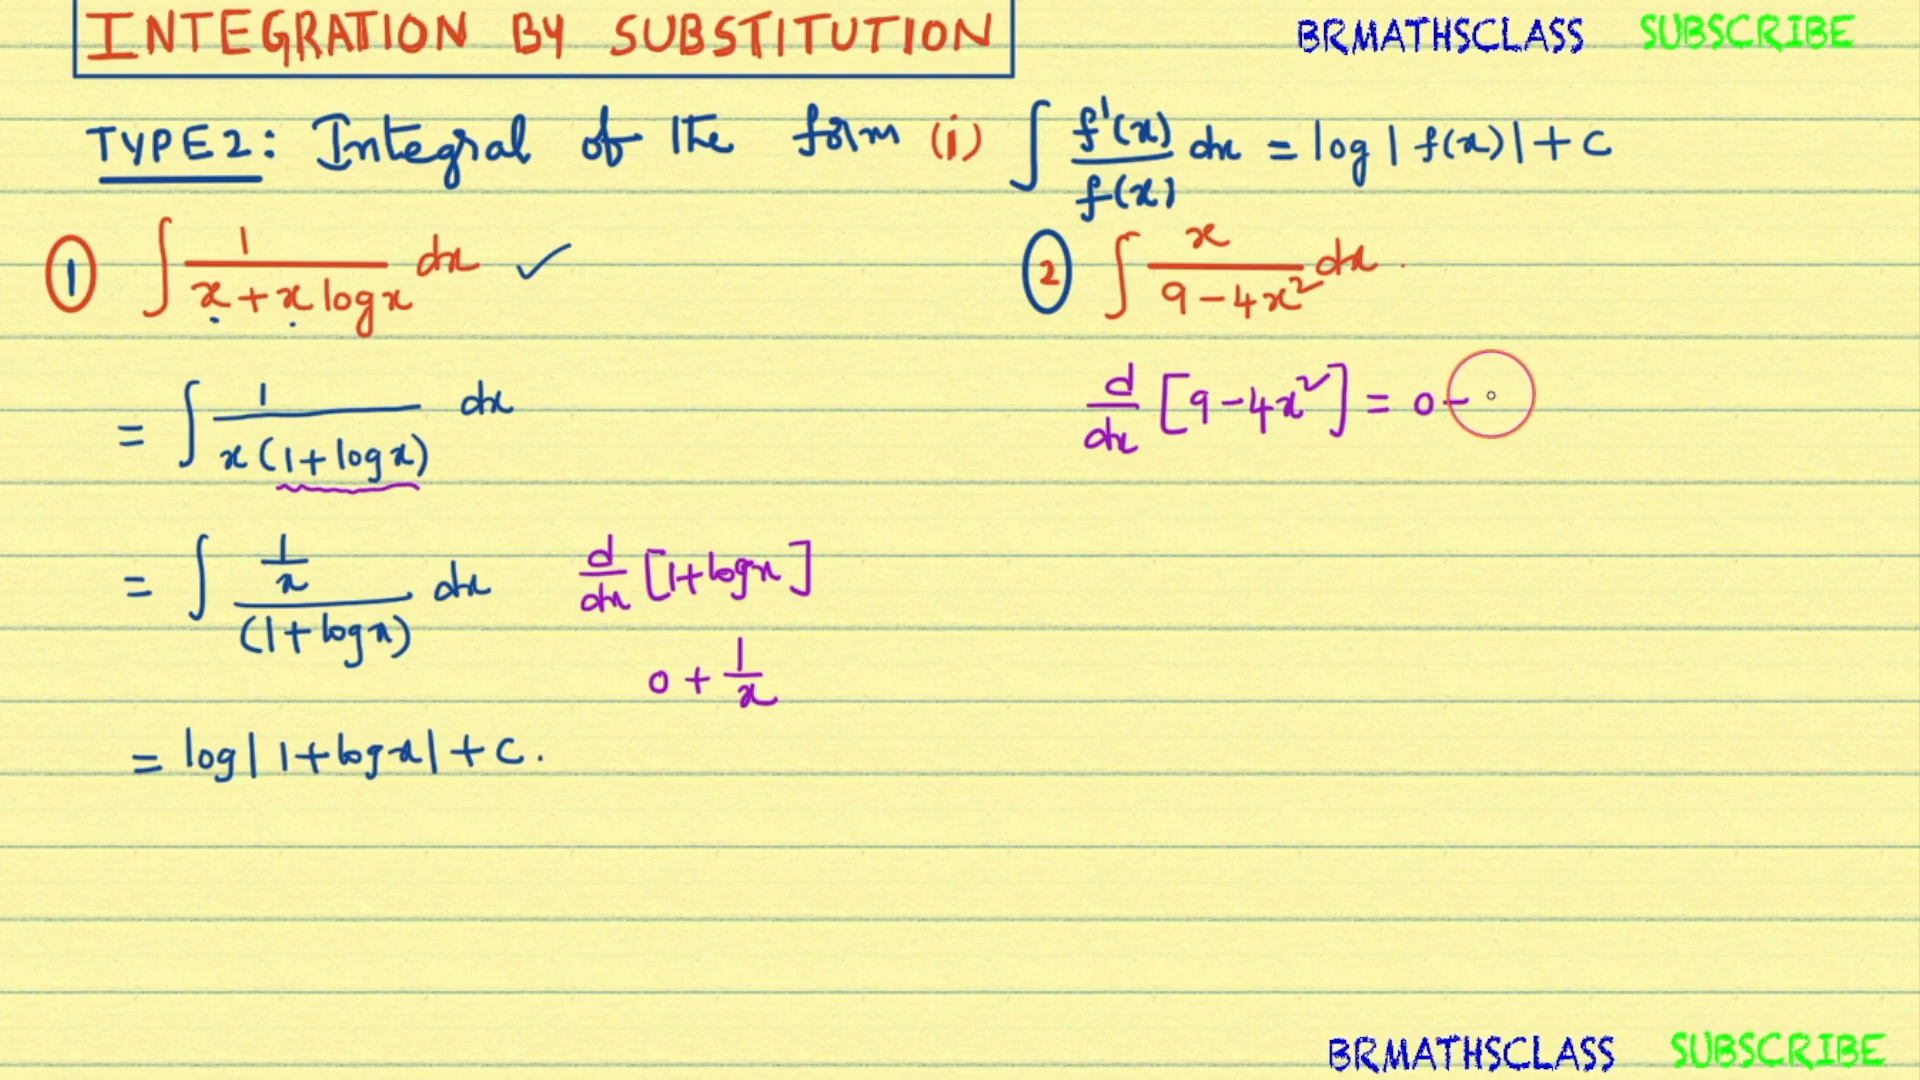 INTEGRATION BY SUBSTITUTION
BRMATHSCLASS SUBSCRIBE
TYPE2: Integral of the form (i) ∫ f'(x)/f(x) dx = log | f(x) | + c
① ∫ 1/(x + x log x) dx ✓
= ∫ 1/(x (1 + log x)) dx
= ∫ (1/x)/(1 + log x) dx
d/dx [1 + log x]
0 + 1/x
= log | 1 + log x | + c.
② ∫ x/(9 - 4x²) dx.
d/dx [9 - 4x²] = 0 -
BRMATHSCLASS SUBSCRIBE